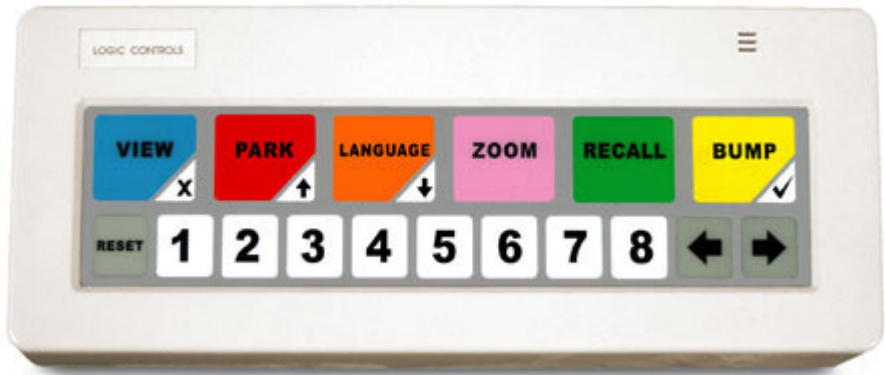 LOGIC CONTROLS
VIEW X PARK LANGUAGE ZOOM RECALL BUMP
RESET 1 2 3 4 5 6 7 8